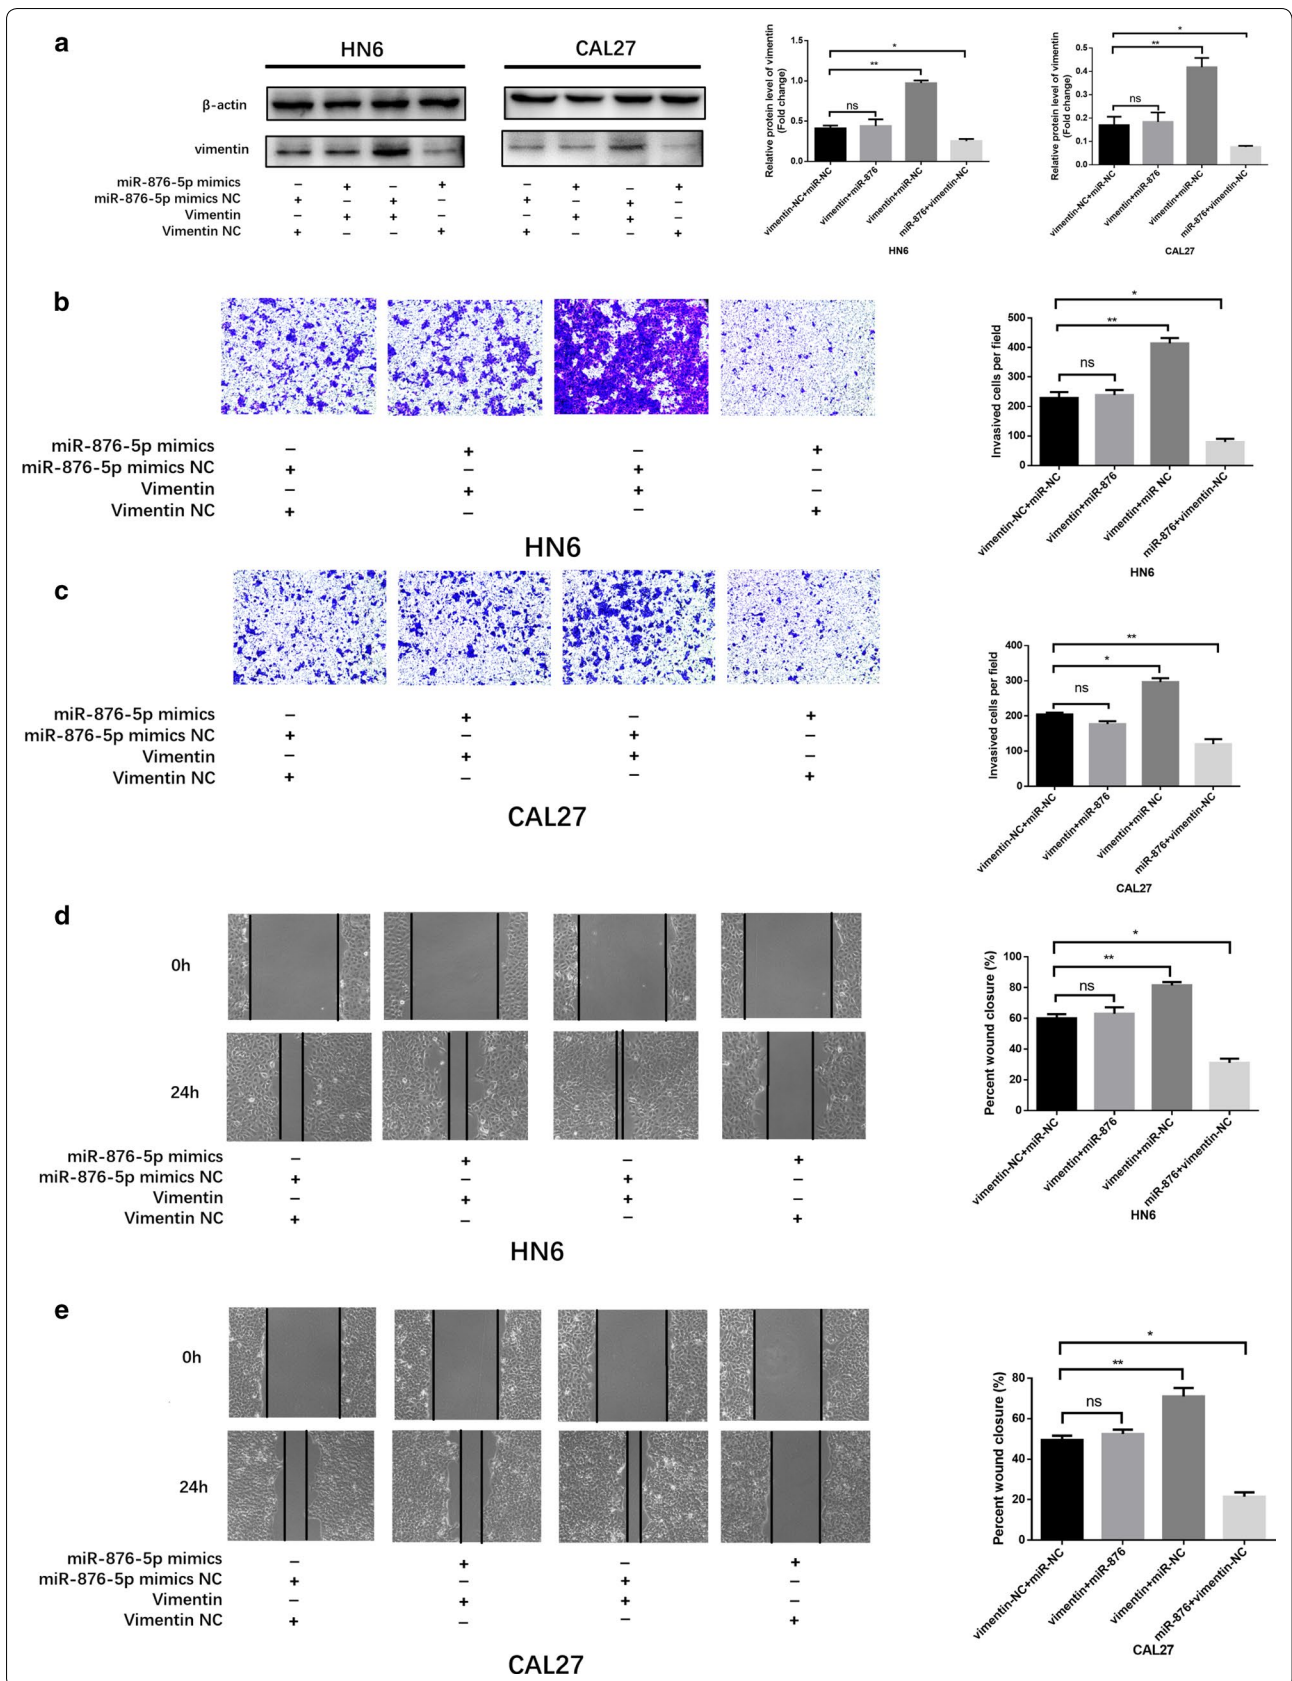 a
HN6
CAL27
β-actin
vimentin
miR-876-5p mimics – + – + – + – +
miR-876-5p mimics NC + – + – + – + –
Vimentin – + + – – + + –
Vimentin NC + – – + + – – +
Relative protein level of vimentin
(Fold change)
1.5
1.0
0.5
0.0
ns
**
*
vimentin-NC+miR-NC
vimentin+miR-876
vimentin+miR-NC
miR-876+vimentin-NC
HN6
Relative protein level of vimentin
(Fold change)
0.5
0.4
0.3
0.2
0.1
0.0
ns
**
*
vimentin-NC+miR-NC
vimentin+miR-876
vimentin+miR-NC
miR-876+vimentin-NC
CAL27
b
miR-876-5p mimics – + – +
miR-876-5p mimics NC + – + –
Vimentin – + + –
Vimentin NC + – – +
HN6
Invasived cells per field
500
400
300
200
100
0
ns
**
*
vimentin-NC+miR-NC
vimentin+miR-876
vimentin+miR NC
miR-876+vimentin-NC
HN6
c
miR-876-5p mimics – + – +
miR-876-5p mimics NC + – + –
Vimentin – + + –
Vimentin NC + – – +
CAL27
Invasived cells per field
400
300
200
100
0
ns
*
**
vimentin-NC+miR-NC
vimentin+miR-876
vimentin+miR NC
miR-876+vimentin-NC
CAL27
d
0h
24h
miR-876-5p mimics – + – +
miR-876-5p mimics NC + – + –
Vimentin – + + –
Vimentin NC + – – +
HN6
Percent wound closure (%)
100
80
60
40
20
0
ns
**
*
vimentin-NC+miR-NC
vimentin+miR-876
vimentin+miR-NC
miR-876+vimentin-NC
HN6
e
0h
24h
miR-876-5p mimics – + – +
miR-876-5p mimics NC + – + –
Vimentin – + + –
Vimentin NC + – – +
CAL27
Percent wound closure (%)
80
60
40
20
0
ns
**
*
vimentin-NC+miR-NC
vimentin+miR-876
vimentin+miR-NC
miR-876+vimentin-NC
CAL27